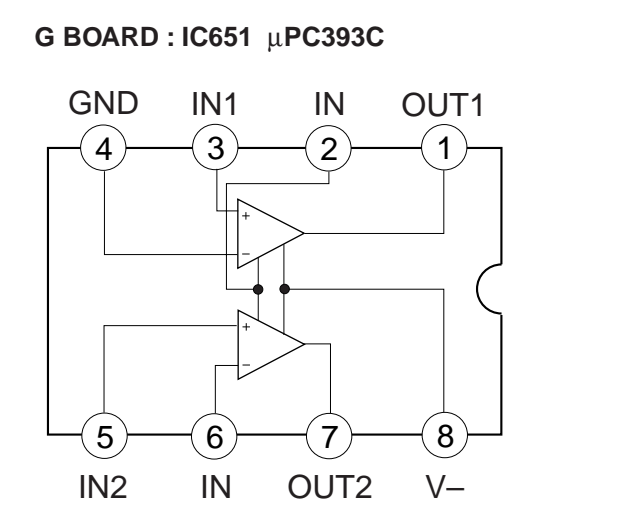 G BOARD : IC651 μPC393C
GND IN1 IN OUT1
4 3 2 1
+
−
+
−
5 6 7 8
IN2 IN OUT2 V–